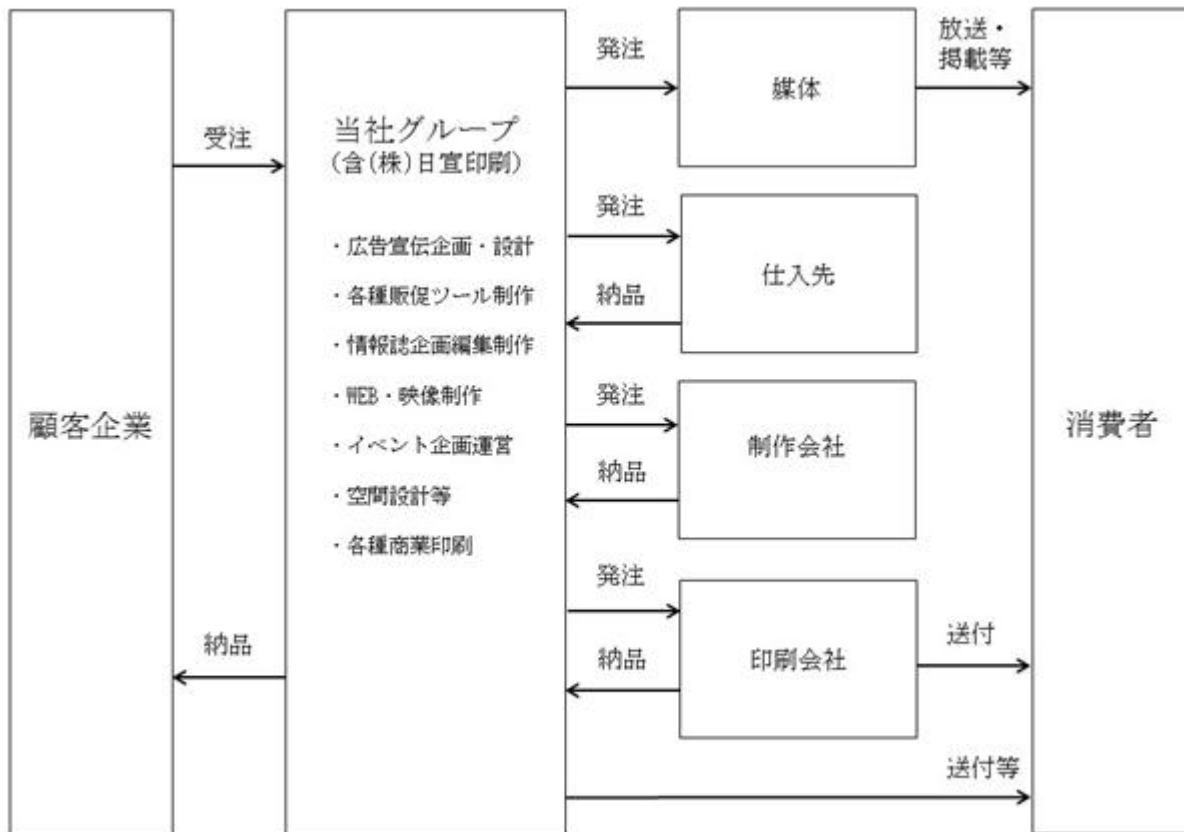 顧客企業
受注
納品
当社グループ
(含(株)日宣印刷)
・広告宣伝企画・設計
・各種販促ツール制作
・情報誌企画編集制作
・WEB・映像制作
・イベント企画運営
・空間設計等
・各種商業印刷
発注
媒体
放送・
掲載等
発注
納品
仕入先
発注
納品
制作会社
発注
納品
印刷会社
送付
送付等
消費者